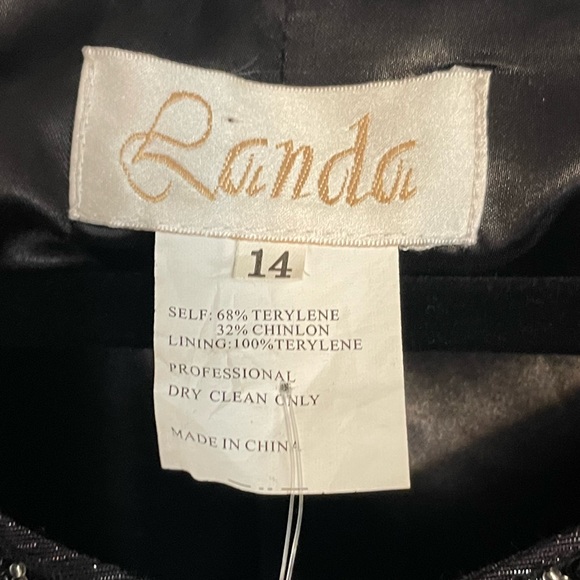 Landa
14
SELF: 68% TERYLENE
32% CHINLON
LINING:100%TERYLENE
PROFESSIONAL
DRY CLEAN ONLY
MADE IN CHINA